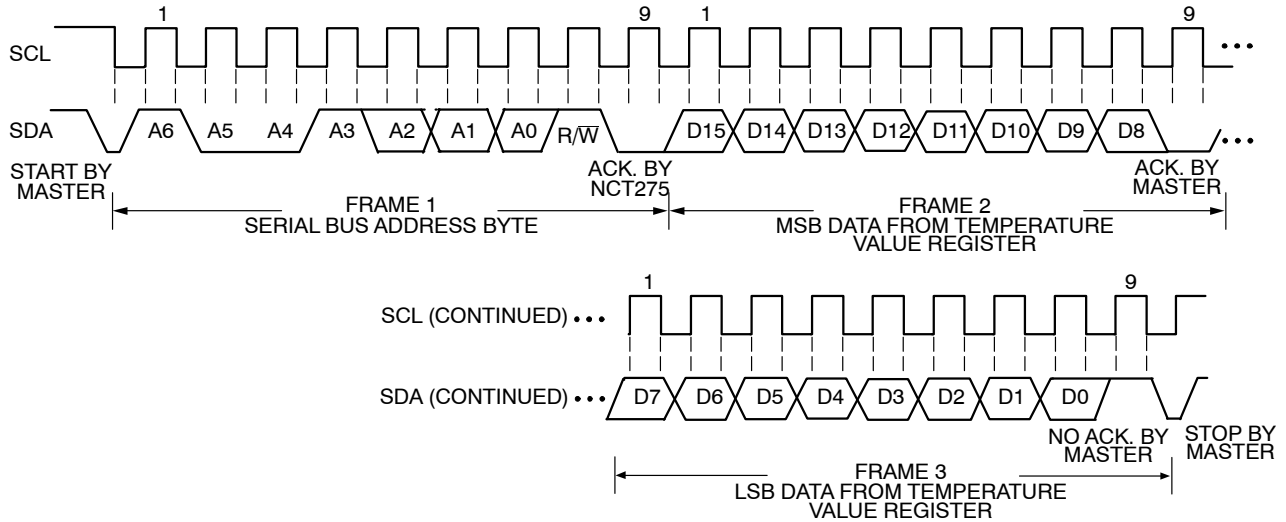 1 9 1 9
SCL
SDA A6 A5 A4 A3 A2 A1 A0 R/W̅ D15 D14 D13 D12 D11 D10 D9 D8
START BY
MASTER
ACK. BY
NCT275
ACK. BY
MASTER
FRAME 1
SERIAL BUS ADDRESS BYTE
FRAME 2
MSB DATA FROM TEMPERATURE
VALUE REGISTER
1 9
SCL (CONTINUED)
SDA (CONTINUED) D7 D6 D5 D4 D3 D2 D1 D0
NO ACK. BY
MASTER
STOP BY
MASTER
FRAME 3
LSB DATA FROM TEMPERATURE
VALUE REGISTER